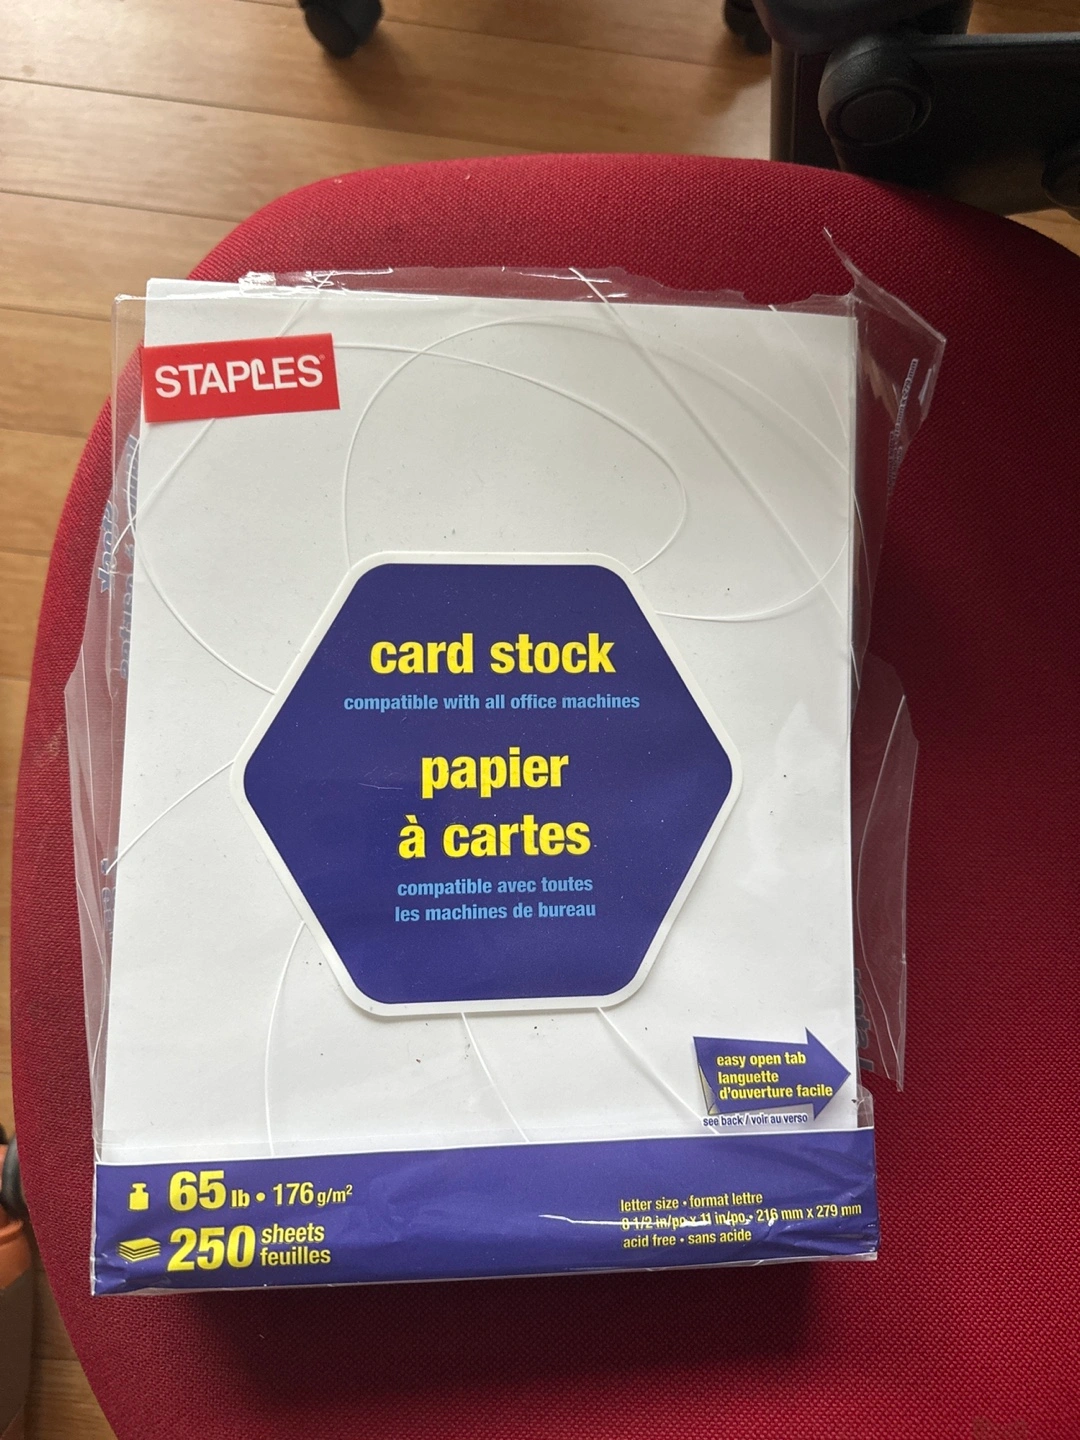 STAPLES
card stock
compatible with all office machines
papier
à cartes
compatible avec toutes
les machines de bureau
easy open tab
languette
d'ouverture facile
see back / voir au verso
65 lb • 176 g/m²
250 sheets
feuilles
letter size • format lettre
8 1/2 in/po x 11 in/po • 216 mm x 279 mm
acid free • sans acide